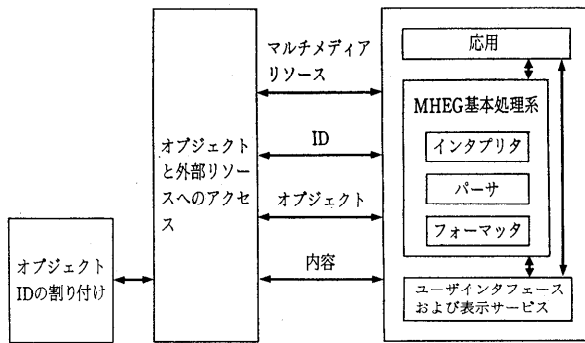 オブジェクト
IDの割り付け
オブジェクト
と外部リソー
スへのアクセ
ス
マルチメディア
リソース
ID
オブジェクト
内容
応用
MHEG基本処理系
インタプリタ
パーサ
フォーマッタ
ユーザインタフェース
および表示サービス